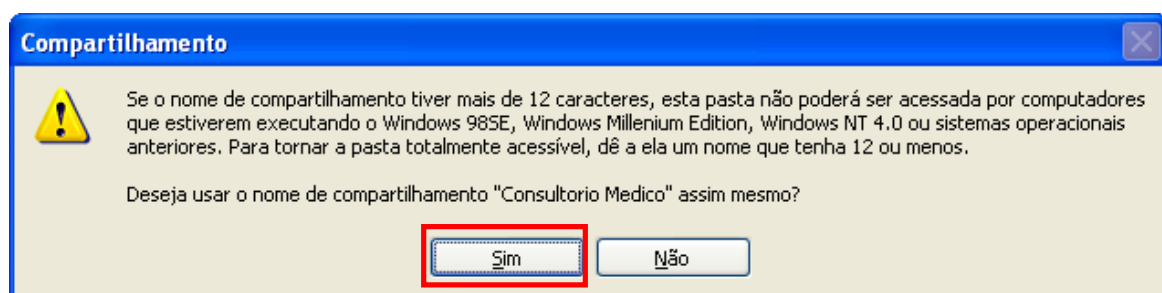 Compartilhamento
Se o nome de compartilhamento tiver mais de 12 caracteres, esta pasta não poderá ser acessada por computadores
que estiverem executando o Windows 98SE, Windows Millenium Edition, Windows NT 4.0 ou sistemas operacionais
anteriores. Para tornar a pasta totalmente acessível, dê a ela um nome que tenha 12 ou menos.
Deseja usar o nome de compartilhamento "Consultorio Medico" assim mesmo?
Sim Não